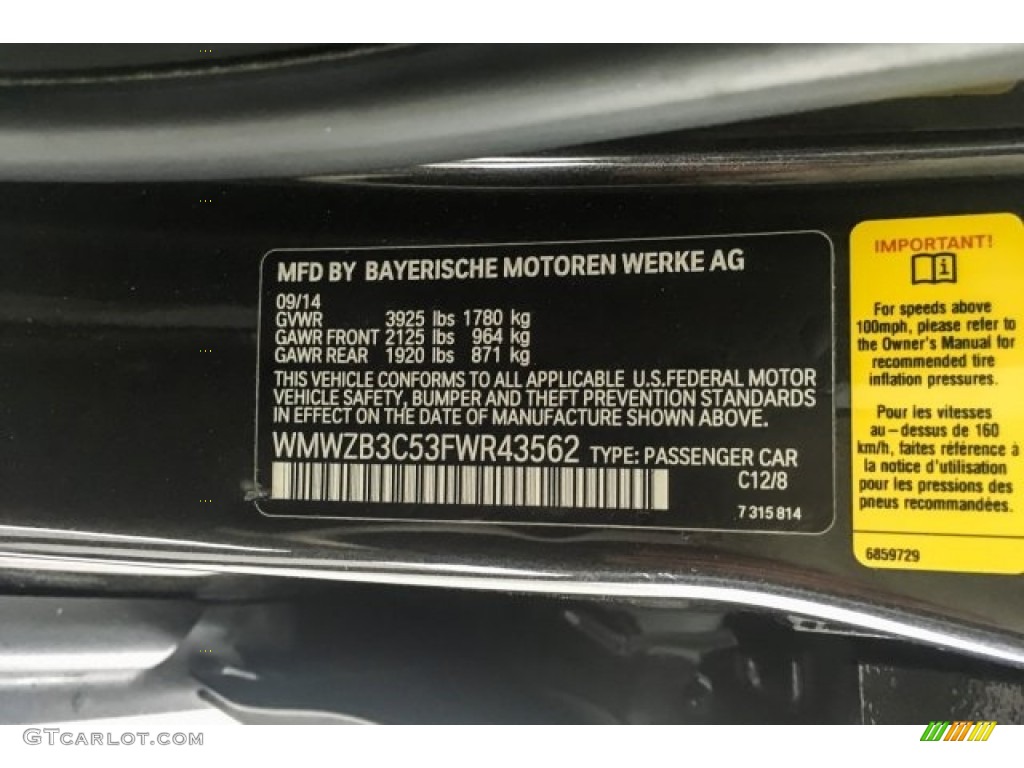 MFD BY BAYERISCHE MOTOREN WERKE AG
09/14
GVWR 3925 lbs 1780 kg
GAWR FRONT 2125 lbs 964 kg
GAWR REAR 1920 lbs 871 kg
THIS VEHICLE CONFORMS TO ALL APPLICABLE U.S.FEDERAL MOTOR
VEHICLE SAFETY, BUMPER AND THEFT PREVENTION STANDARDS
IN EFFECT ON THE DATE OF MANUFACTURE SHOWN ABOVE.
WMWZB3C53FWR43562 TYPE: PASSENGER CAR
C12/8
7 315 814
IMPORTANT!
For speeds above
100mph, please refer to
the Owner's Manual for
recommended tire
inflation pressures.
Pour les vitesses
au-dessus de 160
km/h, faites référence à
la notice d'utilisation
pour les pressions des
pneus recommandées.
6859729
GTCARLOT.COM